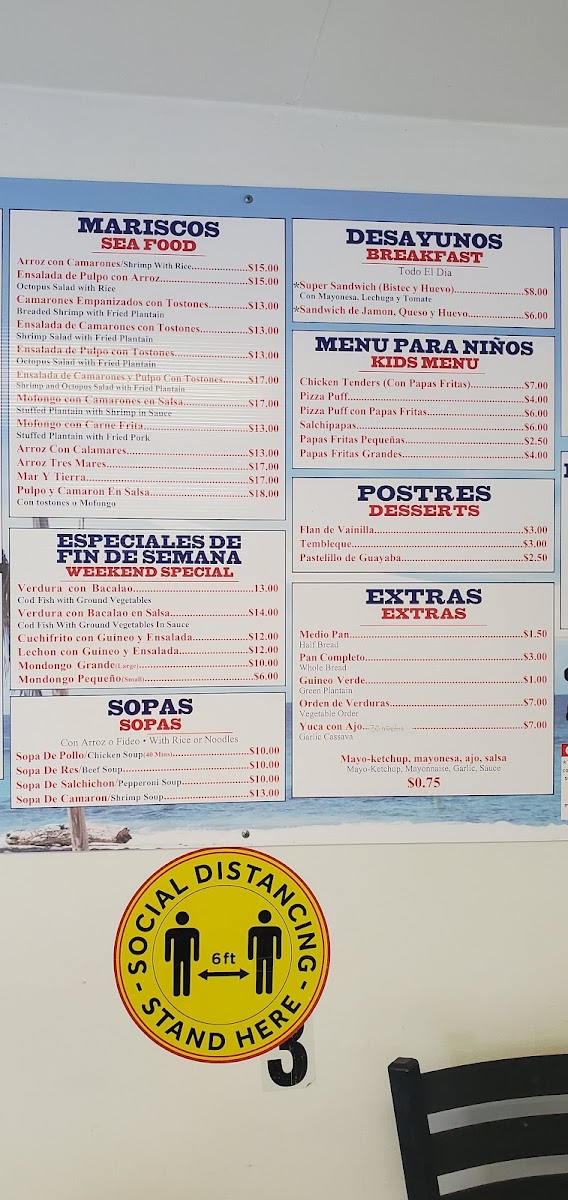 MARISCOS
SEA FOOD
Arroz con Camarones/Shrimp With Rice....................$15.00
Ensalada de Pulpo con Arroz....................$15.00
Octopus Salad with Rice
Camarones Empanizados con Tostones....................$13.00
Breaded Shrimp with Fried Plantain
Ensalada de Camarones con Tostones....................$13.00
Shrimp Salad with Fried Plantain
Ensalada de Pulpo con Tostones....................$13.00
Octopus Salad with Fried Plantain
Ensalada de Camarones y Pulpo Con Tostones....................$17.00
Shrimp and Octopus Salad with Fried Plantain
Mofongo con Camarones en Salsa....................$17.00
Stuffed Plantain with Shrimp in Sauce
Mofongo con Carne Frita....................$13.00
Stuffed Plantain with Fried Pork
Arroz Con Calamares....................$13.00
Arroz Tres Mares....................$17.00
Mar Y Tierra....................$17.00
Pulpo y Camaron En Salsa....................$18.00
Con tostones o Mofongo
ESPECIALES DE
FIN DE SEMANA
WEEKEND SPECIAL
Verdura con Bacalao....................13.00
Cod Fish with Ground Vegetables
Verdura con Bacalao en Salsa....................$14.00
Cod Fish With Ground Vegetables In Sauce
Cuchifrito con Guineo y Ensalada....................$12.00
Lechon con Guineo y Ensalada....................$12.00
Mondongo Grande(Large)....................$10.00
Mondongo Pequeño(Small)....................$6.00
SOPAS
SOPAS
Con Arroz o Fideo • With Rice or Noodles
Sopa De Pollo/Chicken Soup(40 Mins)....................$10.00
Sopa De Res/Beef Soup....................$10.00
Sopa De Salchichon/Pepperoni Soup....................$10.00
Sopa De Camaron/Shrimp Soup....................$13.00
DESAYUNOS
BREAKFAST
Todo El Dia
*Super Sandwich (Bistec y Huevo)....................$8.00
Con Mayonesa, Lechuga y Tomate
*Sandwich de Jamon, Queso y Huevo....................$6.00
MENU PARA NIÑOS
KIDS MENU
Chicken Tenders (Con Papas Fritas)....................$7.00
Pizza Puff....................$4.00
Pizza Puff con Papas Fritas....................$6.00
Salchipapas....................$6.00
Papas Fritas Pequeñas....................$2.50
Papas Fritas Grandes....................$4.00
POSTRES
DESSERTS
Flan de Vainilla....................$3.00
Tembleque....................$3.00
Pastelillo de Guayaba....................$2.50
EXTRAS
EXTRAS
Medio Pan....................$1.50
Half Bread
Pan Completo....................$3.00
Whole Bread
Guineo Verde....................$1.00
Green Plantain
Orden de Verduras....................$7.00
Vegetable Order
Yuca con Ajo....................$7.00
Garlic Cassava
Mayo-ketchup, mayonesa, ajo, salsa
Mayo-Ketchup, Mayonnaise, Garlic, Sauce
$0.75
SOCIAL DISTANCING
6ft
- STAND HERE -
3